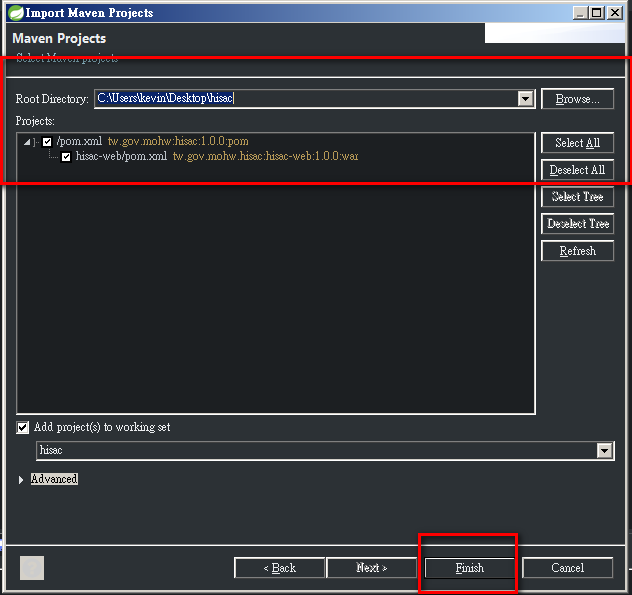 Import Maven Projects
Maven Projects
Select Maven projects
Root Directory: C:\Users\kevin\Desktop\hisac Browse...
Projects:
/pom.xml tw.gov.mohw:hisac:1.0.0:pom
hisac-web/pom.xml tw.gov.mohw.hisac:hisac-web:1.0.0:war
Select All
Deselect All
Select Tree
Deselect Tree
Refresh
Add project(s) to working set
hisac
Advanced
< Back Next > Finish Cancel